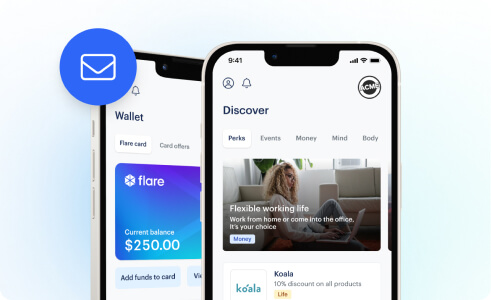 Wallet
Flare card
Card offers
flare
Current balance
$250.00
Add funds to card
9:41
ACME
Discover
Perks
Events
Money
Mind
Body
Flexible working life
Work from home or come into the office.
It's your choice
Money
koala
Koala
10% discount on all products
Life